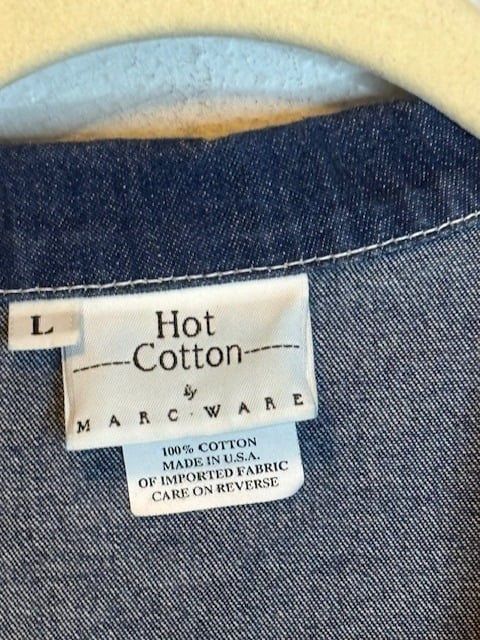 L
Hot
Cotton
by
MARC·WARE
100% COTTON
MADE IN U.S.A.
OF IMPORTED FABRIC
CARE ON REVERSE